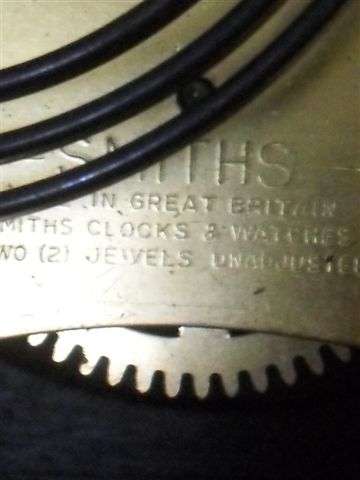 SMITHS
IN GREAT BRITAIN
MITHS CLOCKS & WATCHES
WO (2) JEWELS UNADJUSTED